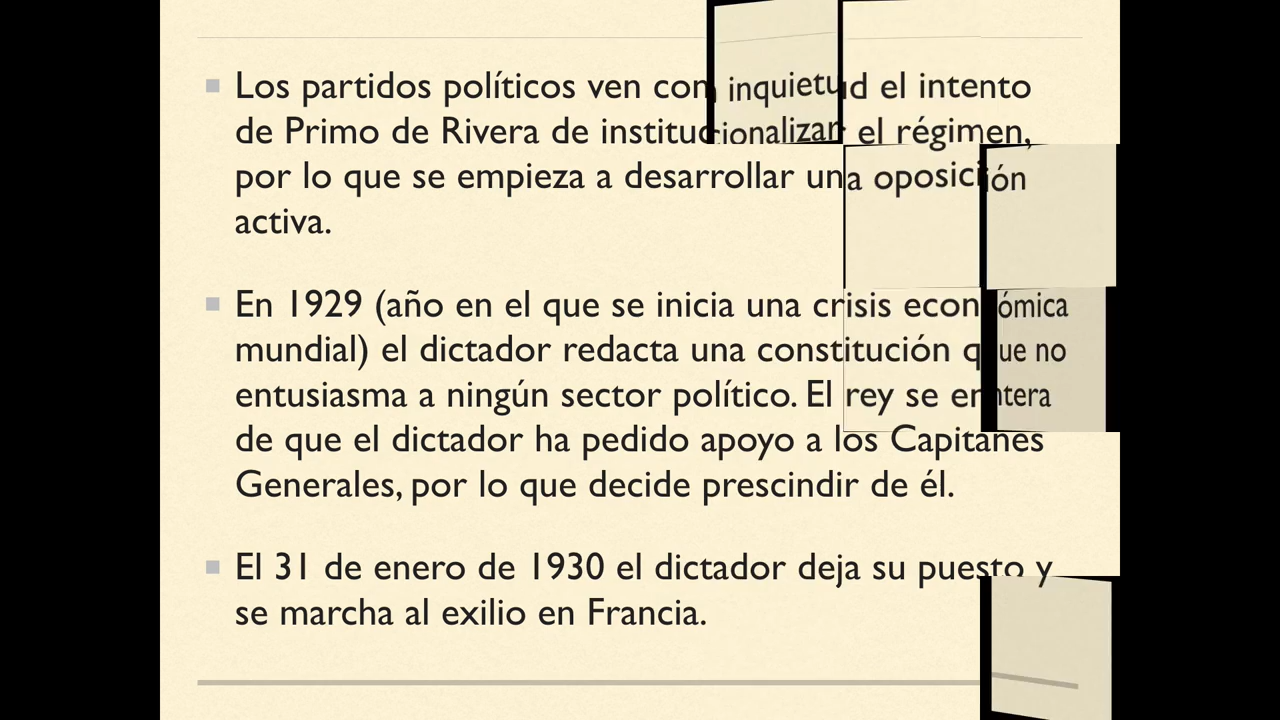 Los partidos políticos ven con inquietud el intento
de Primo de Rivera de institucionalizar el régimen,
por lo que se empieza a desarrollar una oposición
activa.
En 1929 (año en el que se inicia una crisis económica
mundial) el dictador redacta una constitución que no
entusiasma a ningún sector político. El rey se entera
de que el dictador ha pedido apoyo a los Capitanes
Generales, por lo que decide prescindir de él.
El 31 de enero de 1930 el dictador deja su puesto y
se marcha al exilio en Francia.